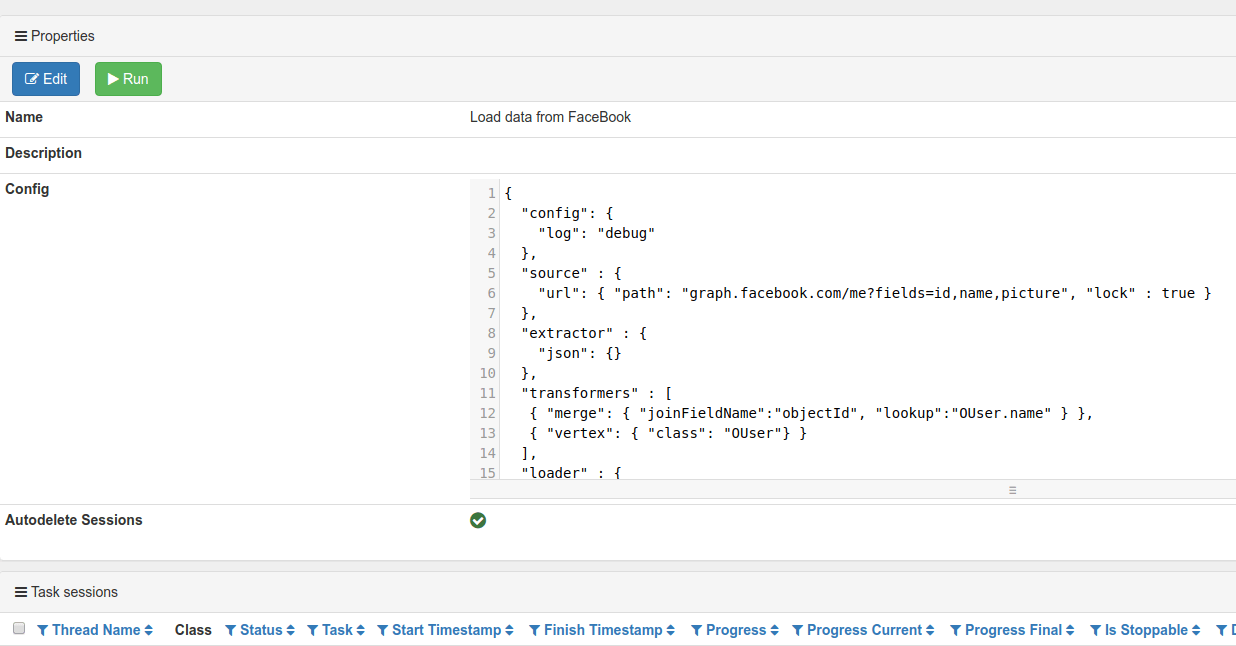 Properties
Edit Run
Name Load data from FaceBook
Description
Config
1 {
2   "config": {
3     "log": "debug"
4   },
5   "source" : {
6     "url": { "path": "graph.facebook.com/me?fields=id,name,picture", "lock" : true }
7   },
8   "extractor" : {
9     "json": {}
10   },
11   "transformers" : [
12    { "merge": { "joinFieldName":"objectId", "lookup":"OUser.name" } },
13    { "vertex": { "class": "OUser"} }
14   ],
15   "loader" : {
Autodelete Sessions
Task sessions
Thread Name Class Status Task Start Timestamp Finish Timestamp Progress Progress Current Progress Final Is Stoppable D